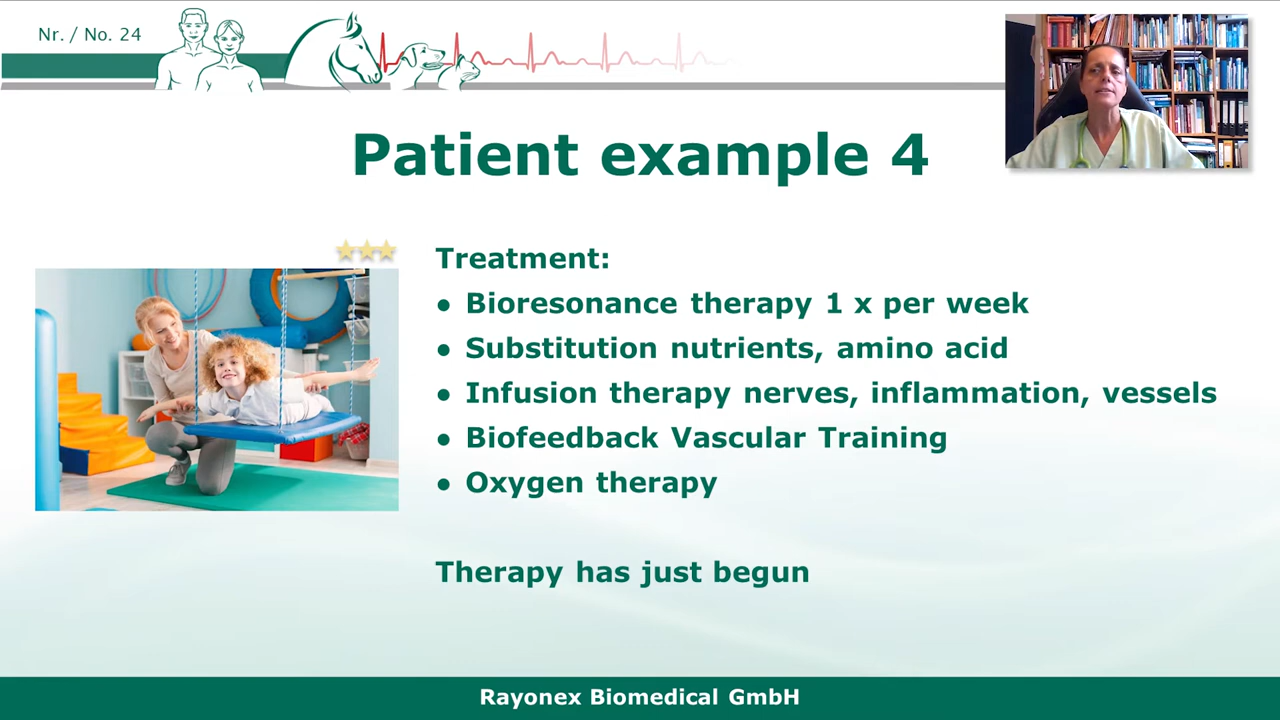 Nr. / No. 24
Patient example 4
Treatment:
● Bioresonance therapy 1 x per week
● Substitution nutrients, amino acid
● Infusion therapy nerves, inflammation, vessels
● Biofeedback Vascular Training
● Oxygen therapy
Therapy has just begun
Rayonex Biomedical GmbH